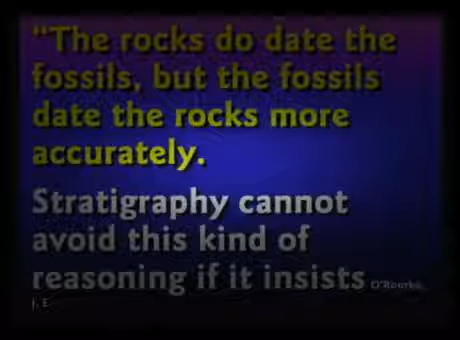 "The rocks do date the
fossils, but the fossils
date the rocks more
accurately.
Stratigraphy cannot
avoid this kind of
reasoning if it insists
O'Rourke,
J. E